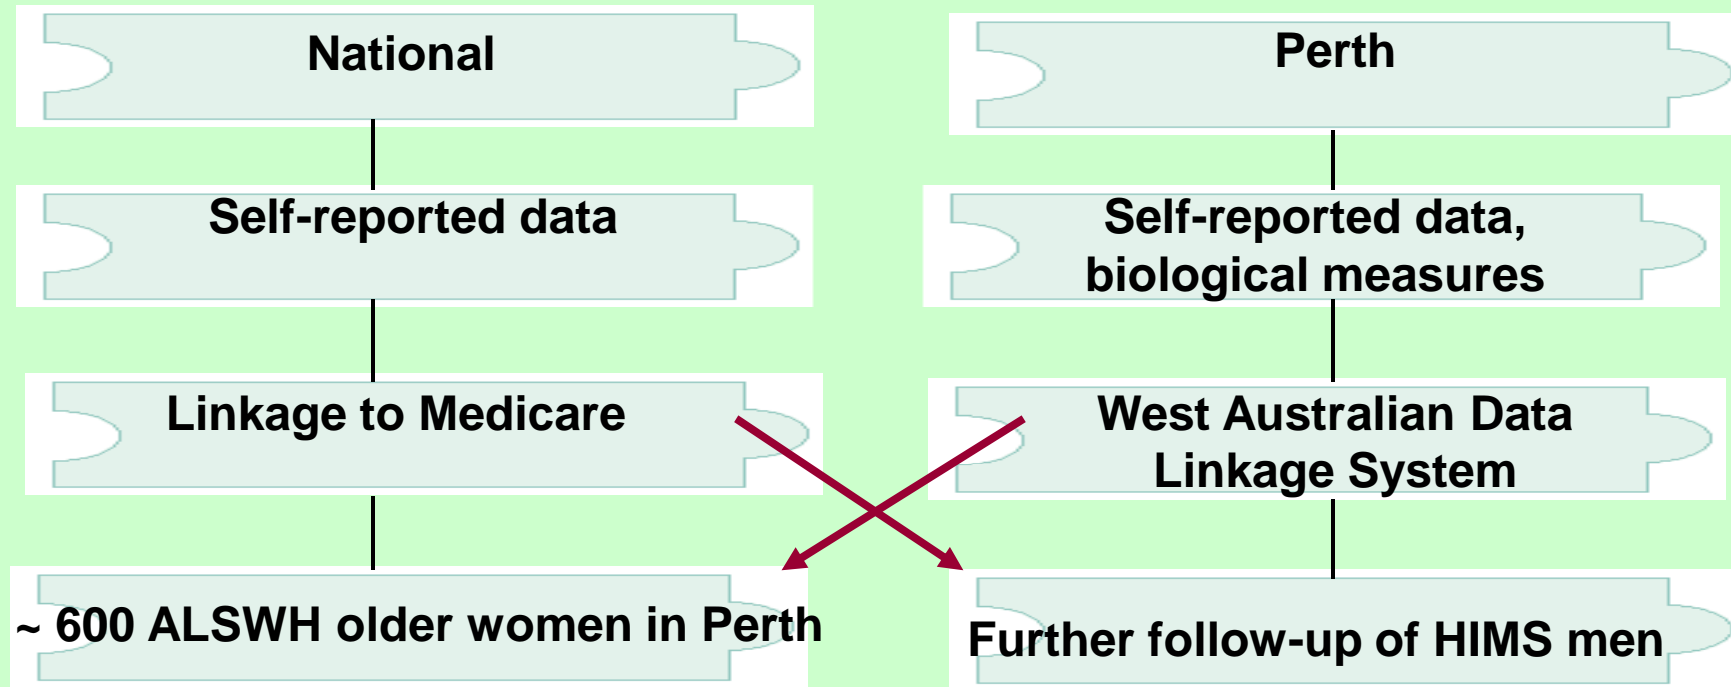 National
Perth
Self-reported data
Self-reported data,
biological measures
Linkage to Medicare
West Australian Data
Linkage System
~ 600 ALSWH older women in Perth
Further follow-up of HIMS men